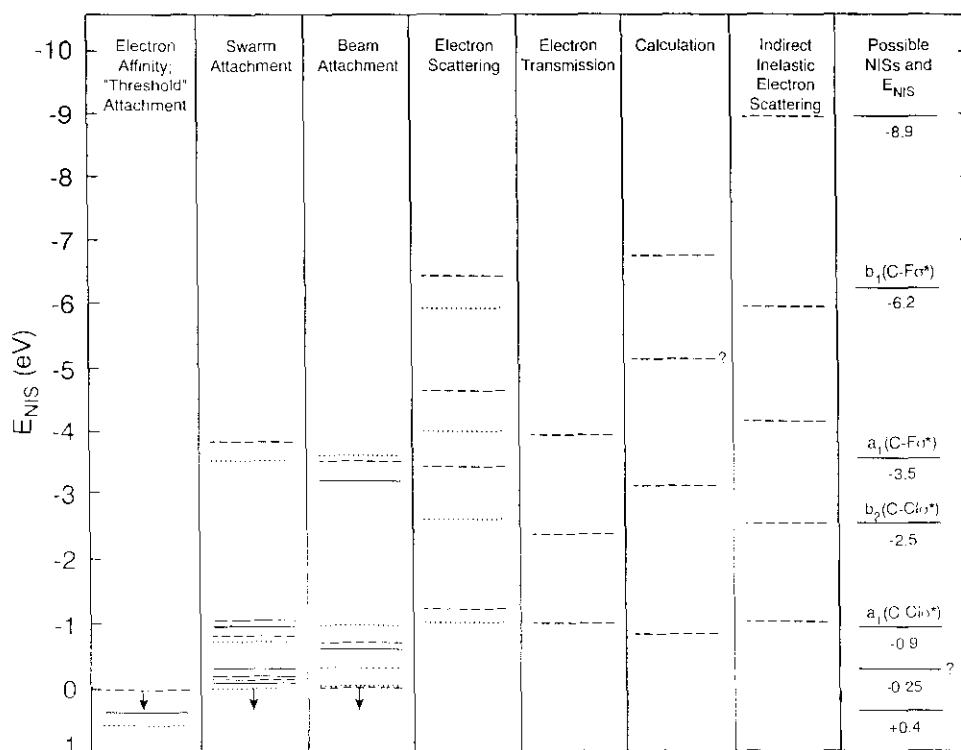 Electron
Affinity;
"Threshold"
Attachment
Swarm
Attachment
Beam
Attachment
Electron
Scattering
Electron
Transmission
Calculation
Indirect
Inelastic
Electron
Scattering
Possible
NISs and
E_NIS
E_NIS (eV)
-10
-9
-8
-7
-6
-5
-4
-3
-2
-1
0
1
?
-8.9
b₁(C-Fσ*)
-6.2
a₁(C-Fσ*)
-3.5
b₂(C-Clσ*)
-2.5
a₁(C-Clσ*)
-0.9
?
-0.25
+0.4